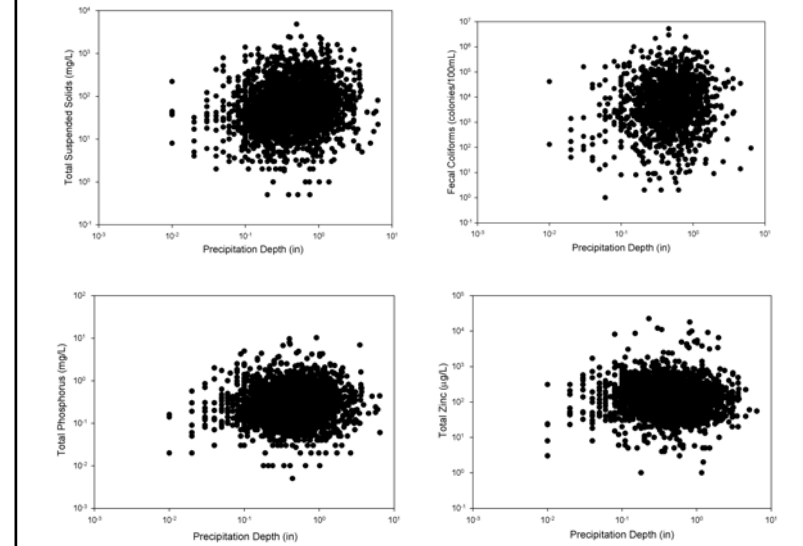 10⁴
10³
10²
10¹
10⁰
10⁻¹
Total Suspended Solids (mg/L)
10⁻³ 10⁻² 10⁻¹ 10⁰ 10¹
Precipitation Depth (in)
10⁷
10⁶
10⁵
10⁴
10³
10²
10¹
10⁰
10⁻¹
Fecal Coliforms (colonies/100mL)
10⁻³ 10⁻² 10⁻¹ 10⁰ 10¹
Precipitation Depth (in)
10²
10¹
10⁰
10⁻¹
10⁻²
10⁻³
Total Phosphorus (mg/L)
10⁻³ 10⁻² 10⁻¹ 10⁰ 10¹
Precipitation Depth (in)
10⁵
10⁴
10³
10²
10¹
10⁰
10⁻¹
Total Zinc (µg/L)
10⁻³ 10⁻² 10⁻¹ 10⁰ 10¹
Precipitation Depth (in)